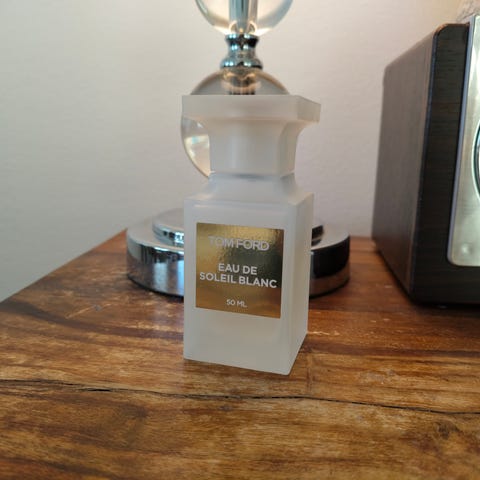 TOM FORD
EAU DE
SOLEIL BLANC
50 ML